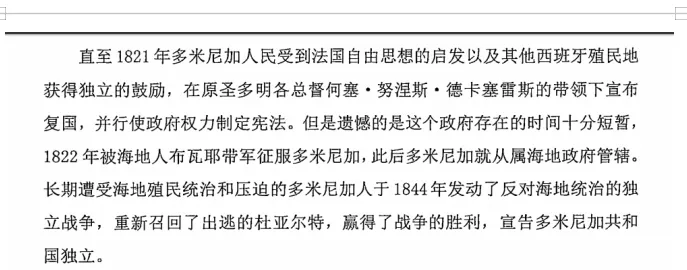 直至 1821 年多米尼加人民受到法国自由思想的启发以及其他西班牙殖民地
获得独立的鼓励，在原圣多明各总督何塞·努涅斯·德卡塞雷斯的带领下宣布
复国，并行使政府权力制定宪法。但是遗憾的是这个政府存在的时间十分短暂，
1822 年被海地人布瓦耶带军征服多米尼加，此后多米尼加就从属海地政府管辖。
长期遭受海地殖民统治和压迫的多米尼加人于 1844 年发动了反对海地统治的独
立战争，重新召回了出逃的杜亚尔特，赢得了战争的胜利，宣告多米尼加共和
国独立。